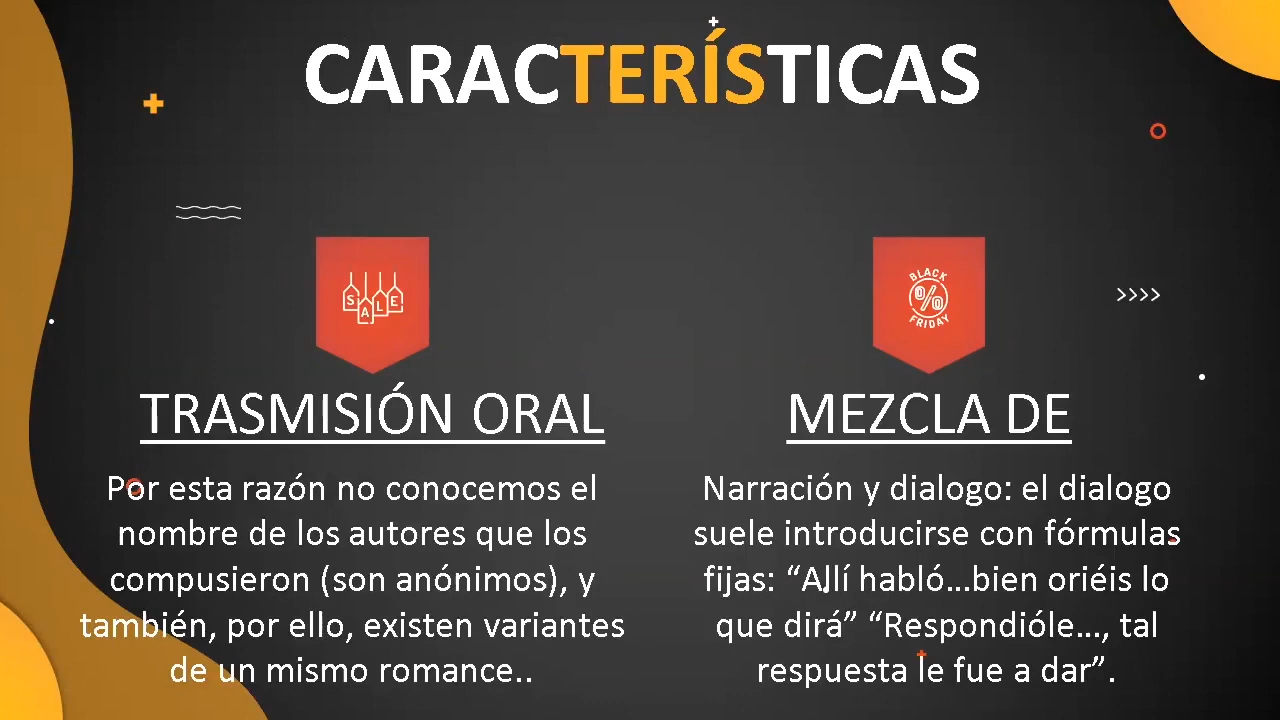 CARACTERÍSTICAS
SALE
BLACK
%
FRIDAY
TRASMISIÓN ORAL
Por esta razón no conocemos el
nombre de los autores que los
compusieron (son anónimos), y
también, por ello, existen variantes
de un mismo romance..
MEZCLA DE
Narración y dialogo: el dialogo
suele introducirse con fórmulas
fijas: “Allí habló...bien oriéis lo
que dirá” “Respondióle..., tal
respuesta le fue a dar”.